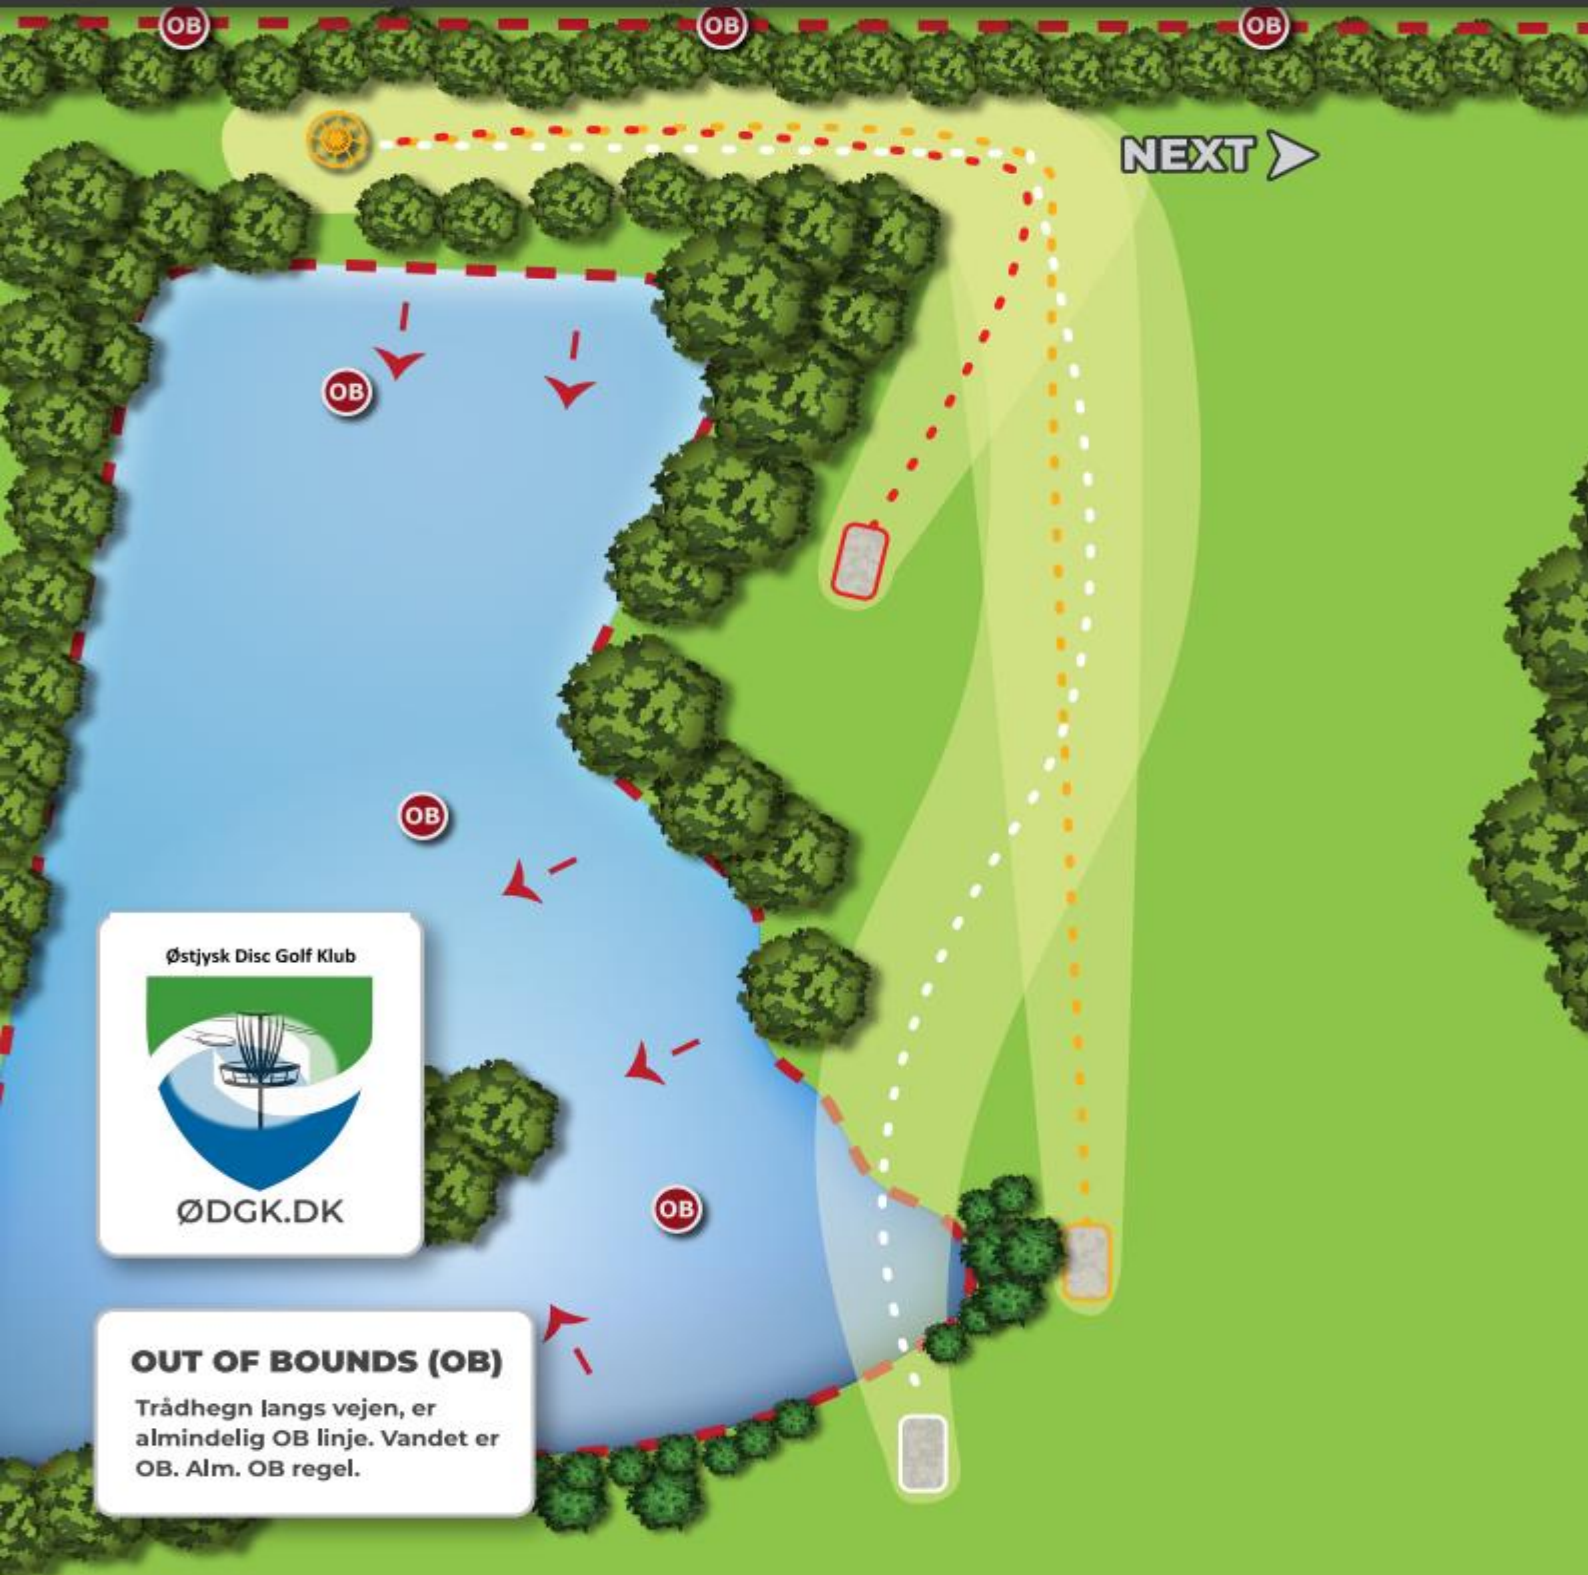 OB
OB
OB
NEXT
OB
OB
Østjysk Disc Golf Klub
ØDGK.DK
OB
OUT OF BOUNDS (OB)
Trådhegn langs vejen, er
almindelig OB linje. Vandet er
OB. Alm. OB regel.